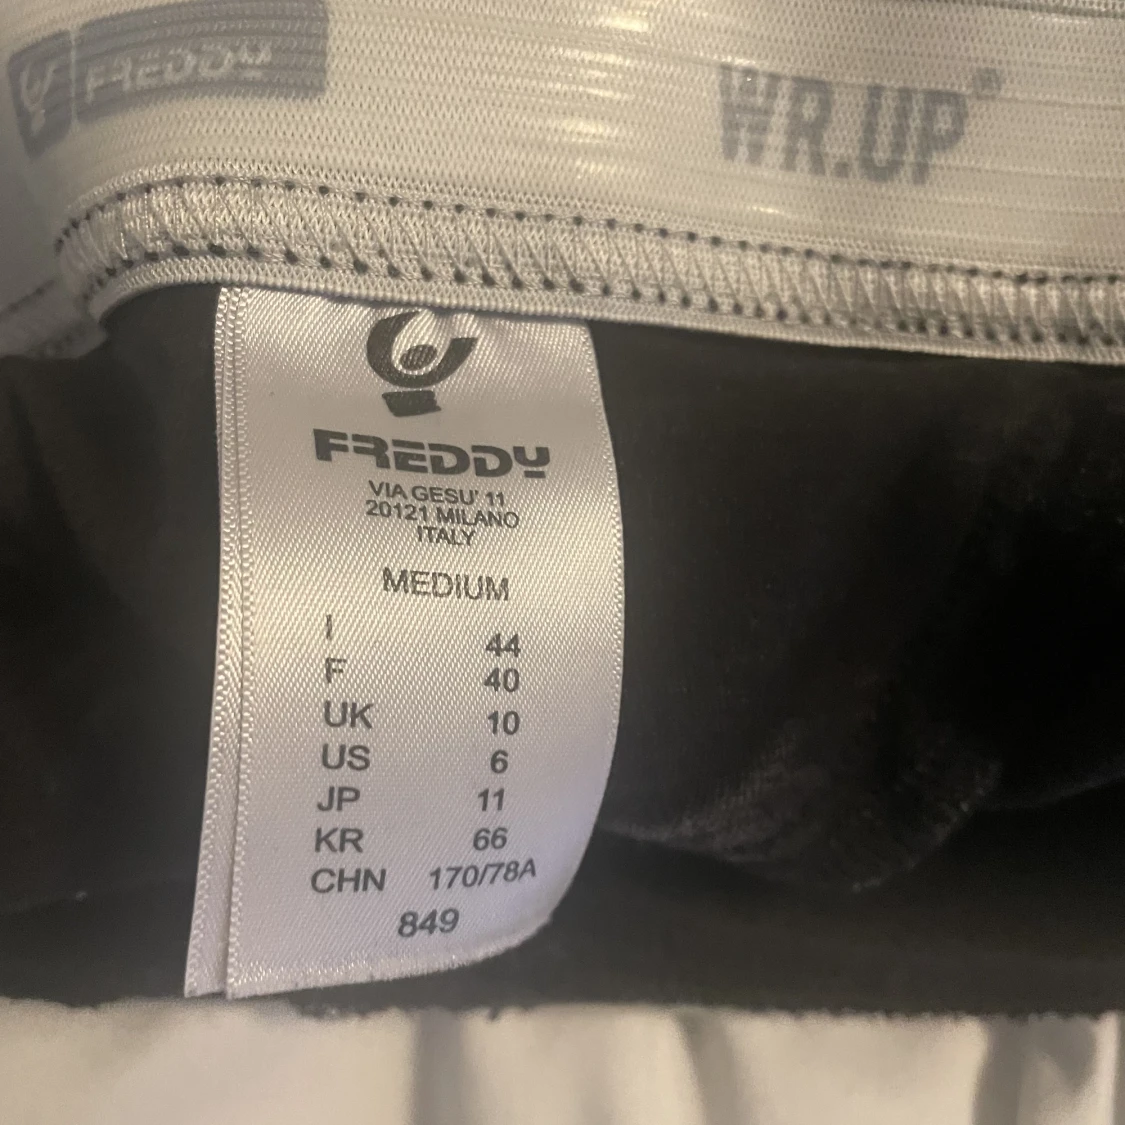 FREDDY
WR.UP®
FREDDY
VIA GESU' 11
20121 MILANO
ITALY
MEDIUM
I 44
F 40
UK 10
US 6
JP 11
KR 66
CHN 170/78A
849